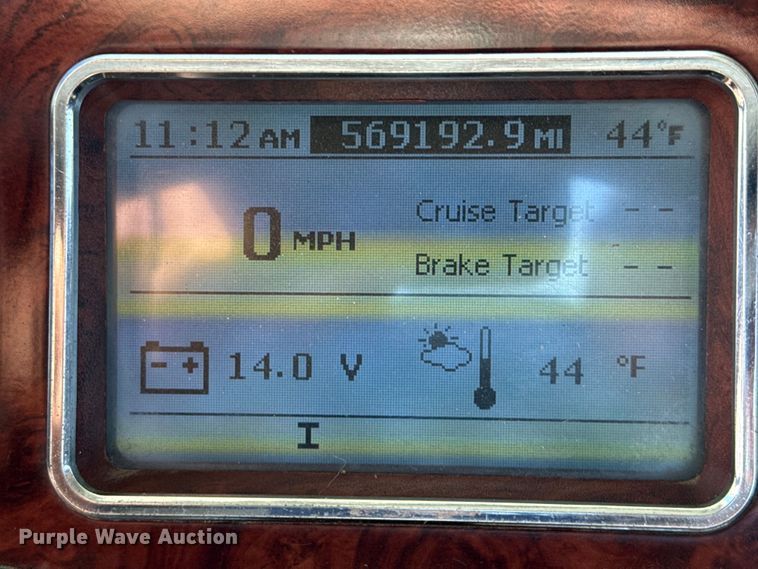 11:12 AM 569192.9 MI 44°F
0 MPH
Cruise Target --
Brake Target --
14.0 V 44 °F
I
Purple Wave Auction